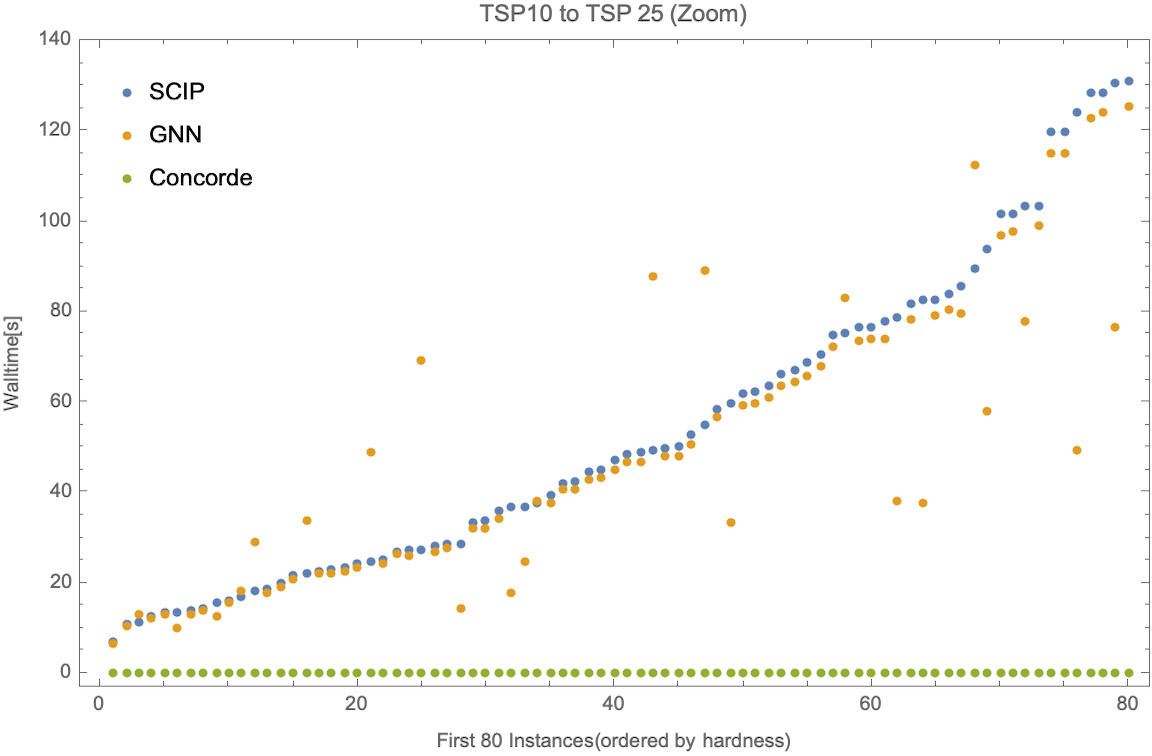 TSP10 to TSP 25 (Zoom)
140
120
100
80
60
40
20
0
SCIP
GNN
Concorde
Walltime[s]
0 20 40 60 80
First 80 Instances(ordered by hardness)